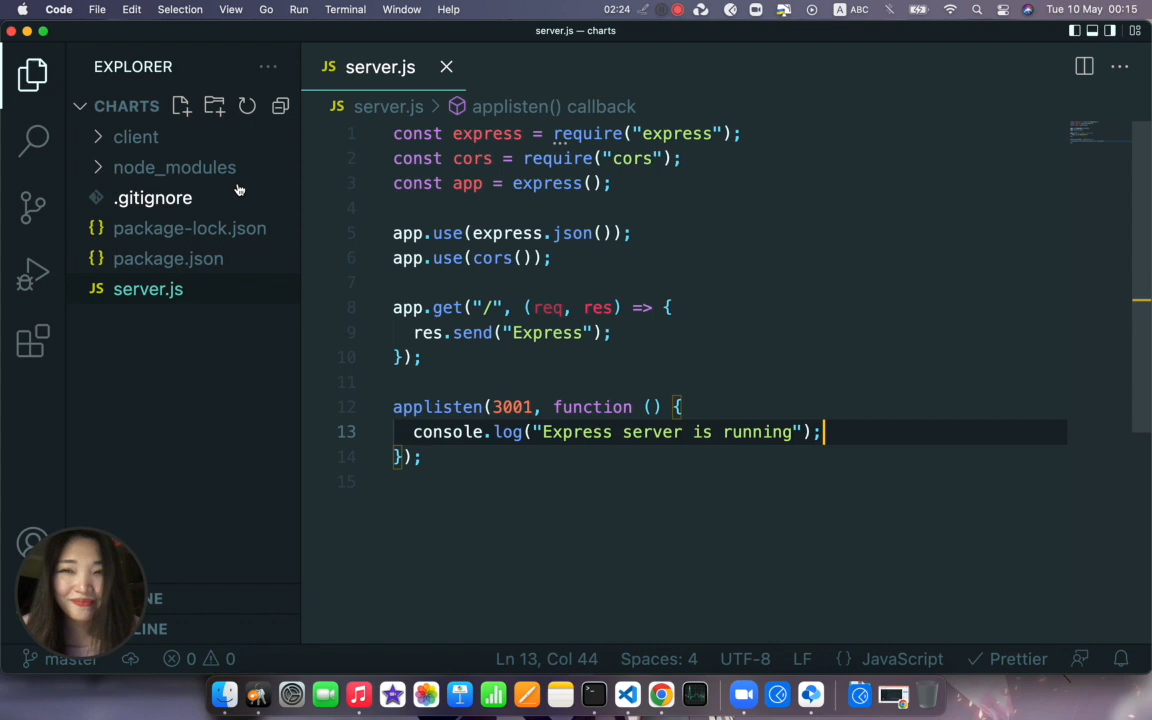 Code File Edit Selection View Go Run Terminal Window Help 02:24 A ABC Tue 10 May 00:15
server.js — charts
EXPLORER
CHARTS
client
node_modules
.gitignore
{} package-lock.json
{} package.json
JS server.js
NE
LINE
JS server.js
JS server.js > applisten() callback
1 const express = require("express");
2 const cors = require("cors");
3 const app = express();
4
5 app.use(express.json());
6 app.use(cors());
7
8 app.get("/", (req, res) => {
9 res.send("Express");
10 });
11
12 applisten(3001, function () {
13 console.log("Express server is running");
14 });
15
master 0 0 Ln 13, Col 44 Spaces: 4 UTF-8 LF {} JavaScript Prettier